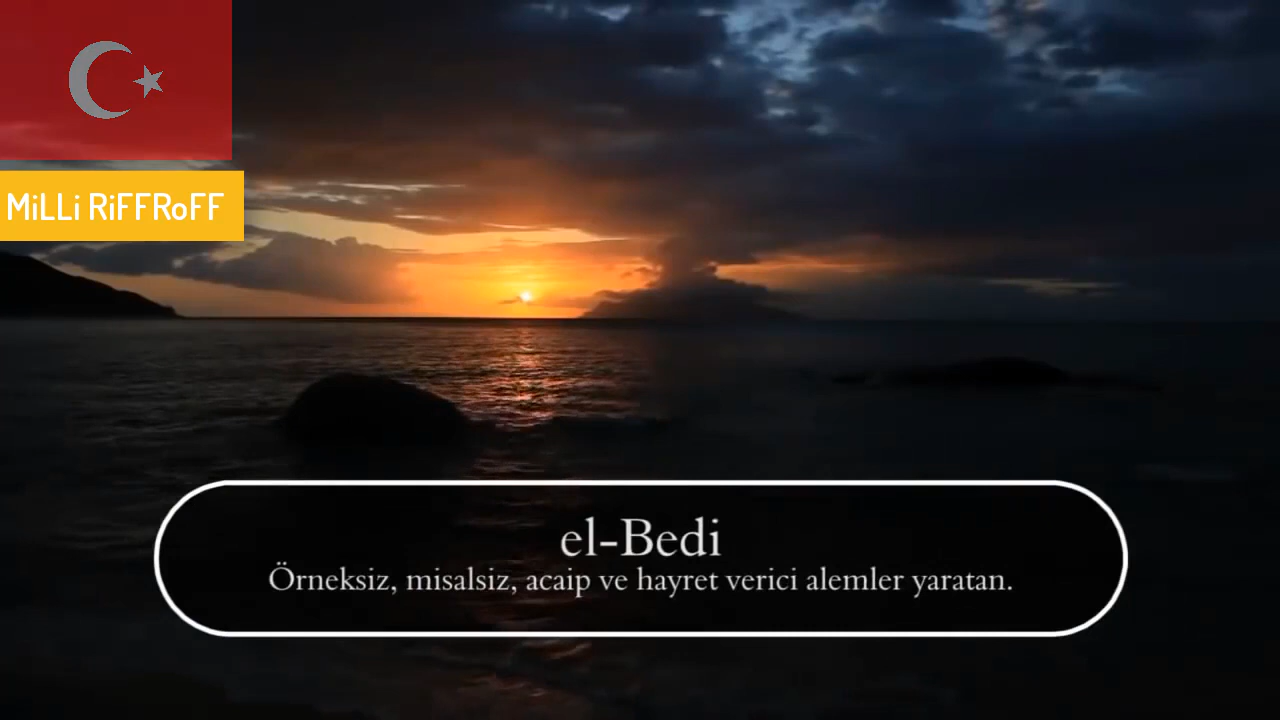 MiLLi RiFFRoFF
el-Bedi
Örneksiz, misalsiz, acaip ve hayret verici alemler yaratan.